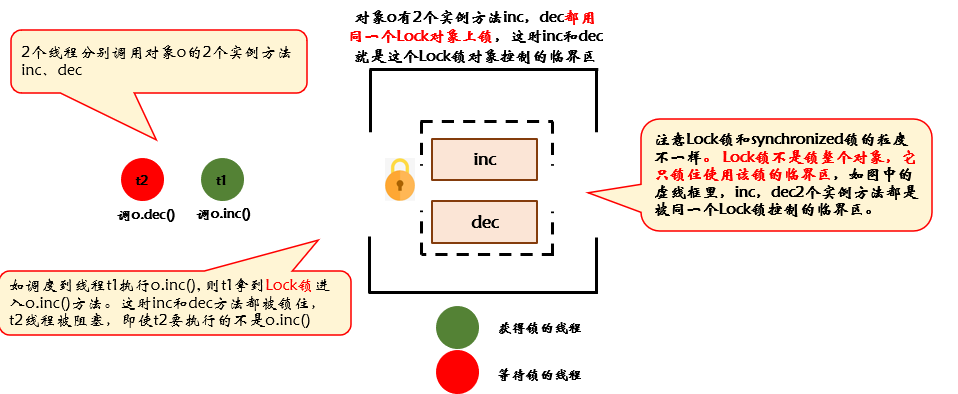 对象o有2个实例方法inc，dec都用
同一个Lock对象上锁，这时inc和dec
就是这个Lock锁对象控制的临界区
2个线程分别调用对象o的2个实例方法
inc、dec
注意Lock锁和synchronized锁的粒度
不一样。Lock锁不是锁整个对象，它
只锁住使用该锁的临界区，如图中的
虚线框里，inc，dec2个实例方法都是
被同一个Lock锁控制的临界区。
inc
t2
t1
调o.dec()
调o.inc()
dec
如调度到线程t1执行o.inc(), 则t1拿到Lock锁进
入o.inc()方法。这时inc和dec方法都被锁住，
t2线程被阻塞，即使t2要执行的不是o.inc()
获得锁的线程
等待锁的线程